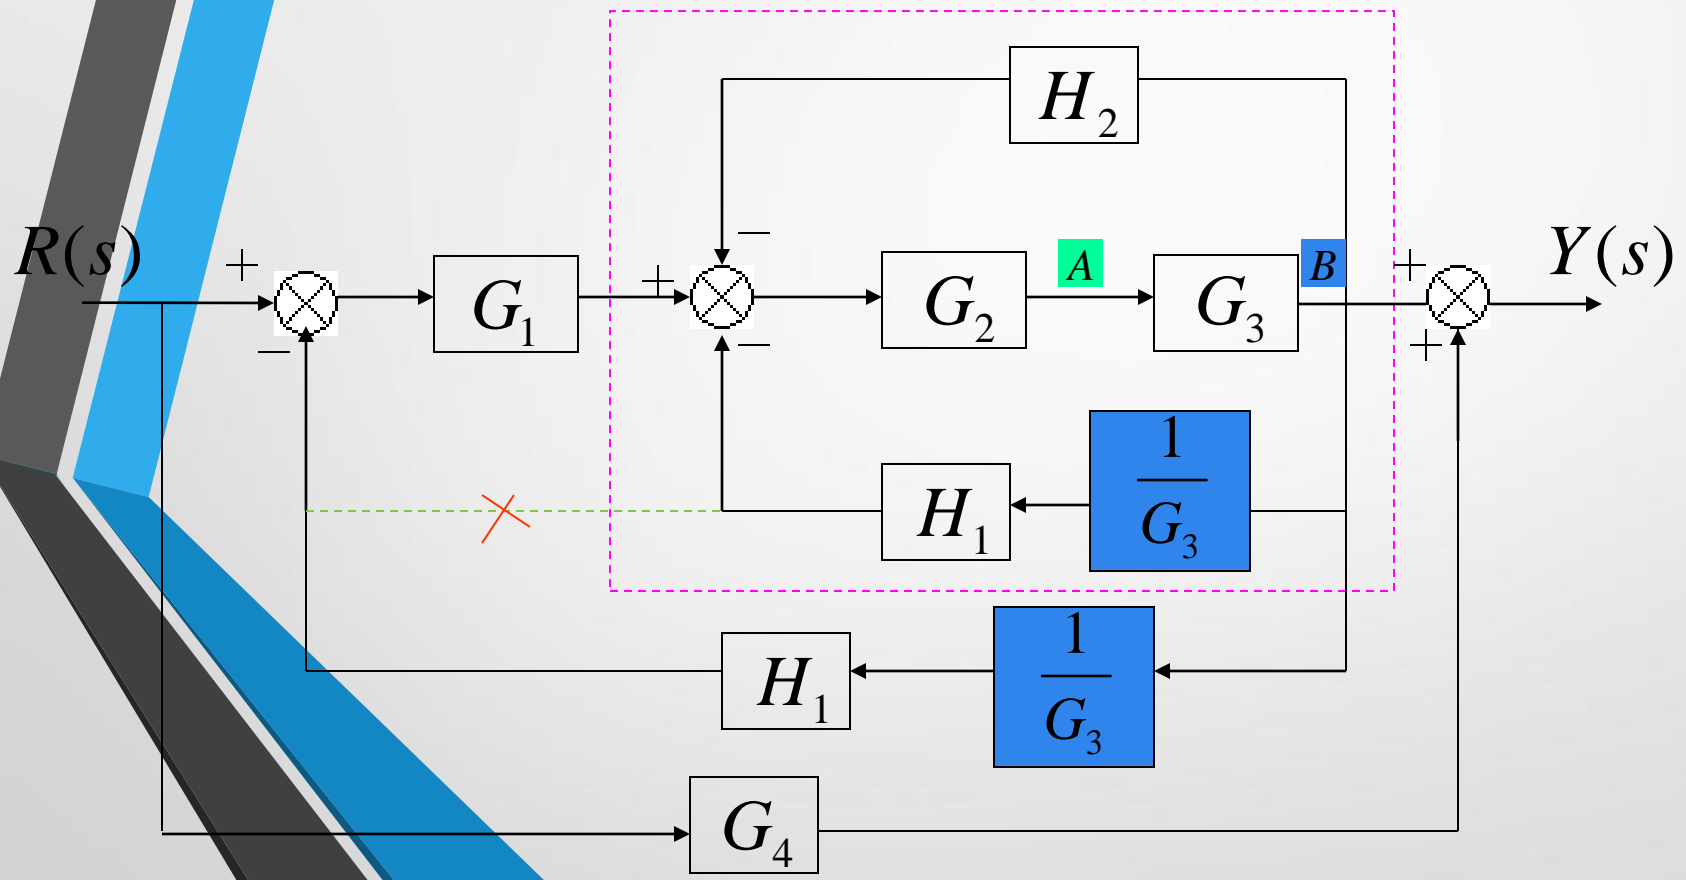 H₂
−
R(s) + G₁ + G₂ A G₃ B + Y(s)
− − +
H₁ 1/G₃
H₁ 1/G₃
G₄